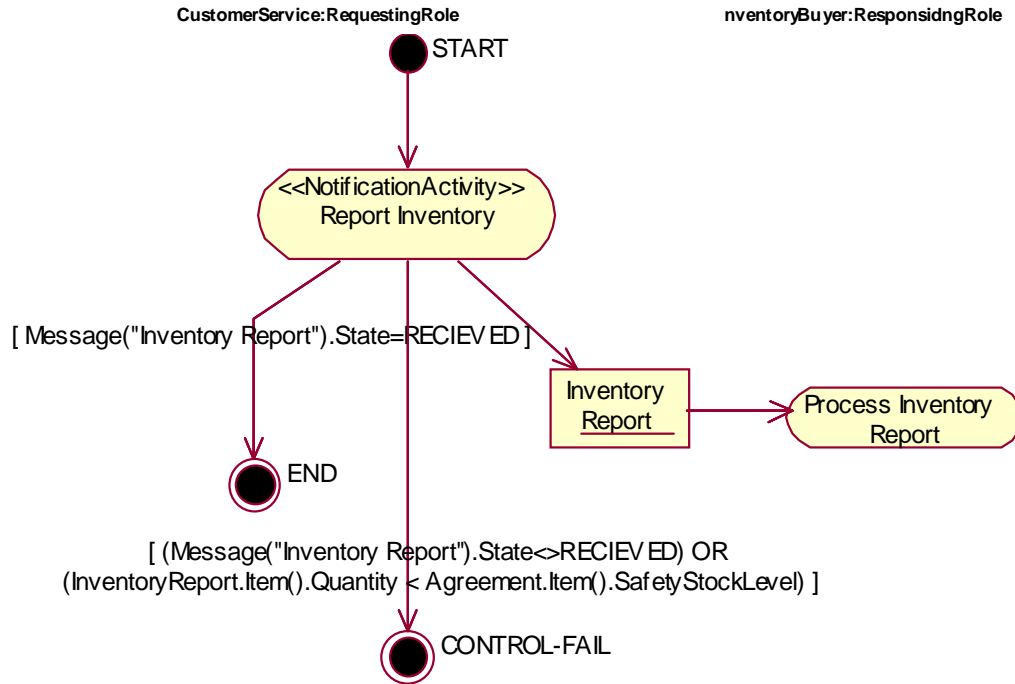 CustomerService:RequestingRole
nventoryBuyer:ResponsidngRole
START
<<NotificationActivity>>
Report Inventory
[ Message("Inventory Report").State=RECIEVED ]
Inventory
Report
Process Inventory
Report
END
[ (Message("Inventory Report").State<>RECIEVED) OR
(InventoryReport.Item().Quantity < Agreement.Item().SafetyStockLevel) ]
CONTROL-FAIL